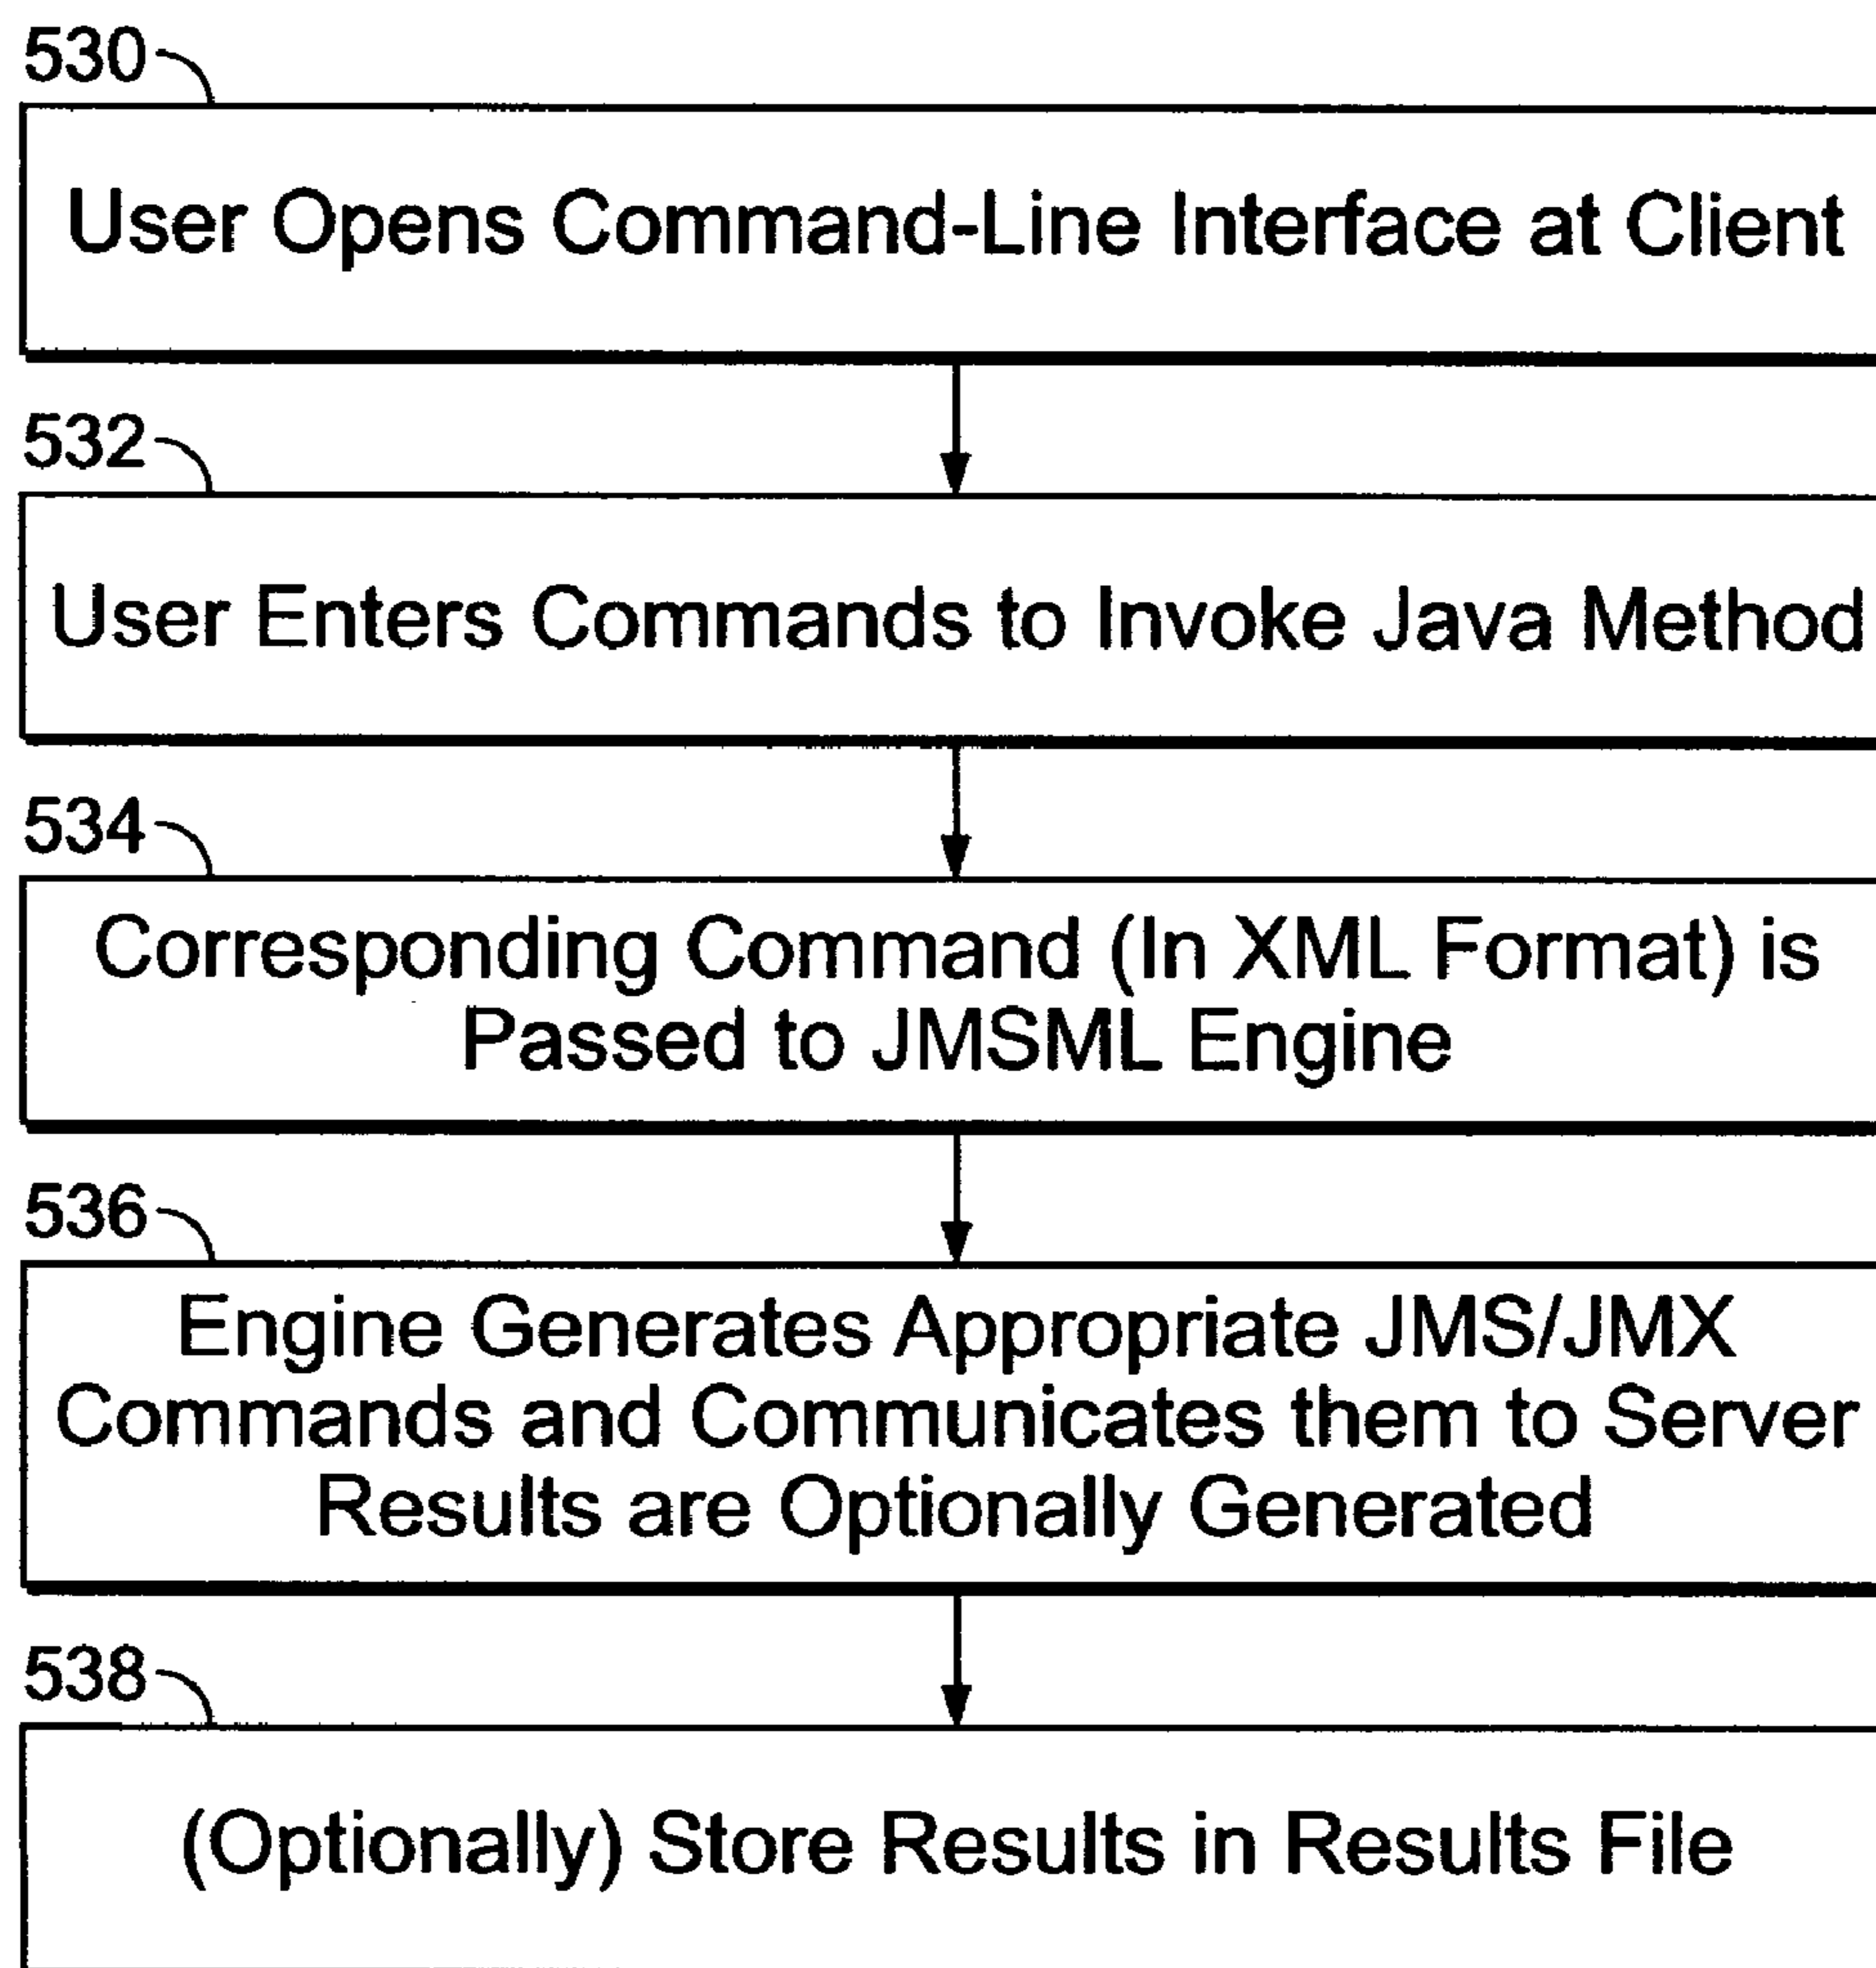 530
User Opens Command-Line Interface at Client
532
User Enters Commands to Invoke Java Method
534
Corresponding Command (In XML Format) is
Passed to JMSML Engine
536
Engine Generates Appropriate JMS/JMX
Commands and Communicates them to Server
Results are Optionally Generated
538
(Optionally) Store Results in Results File